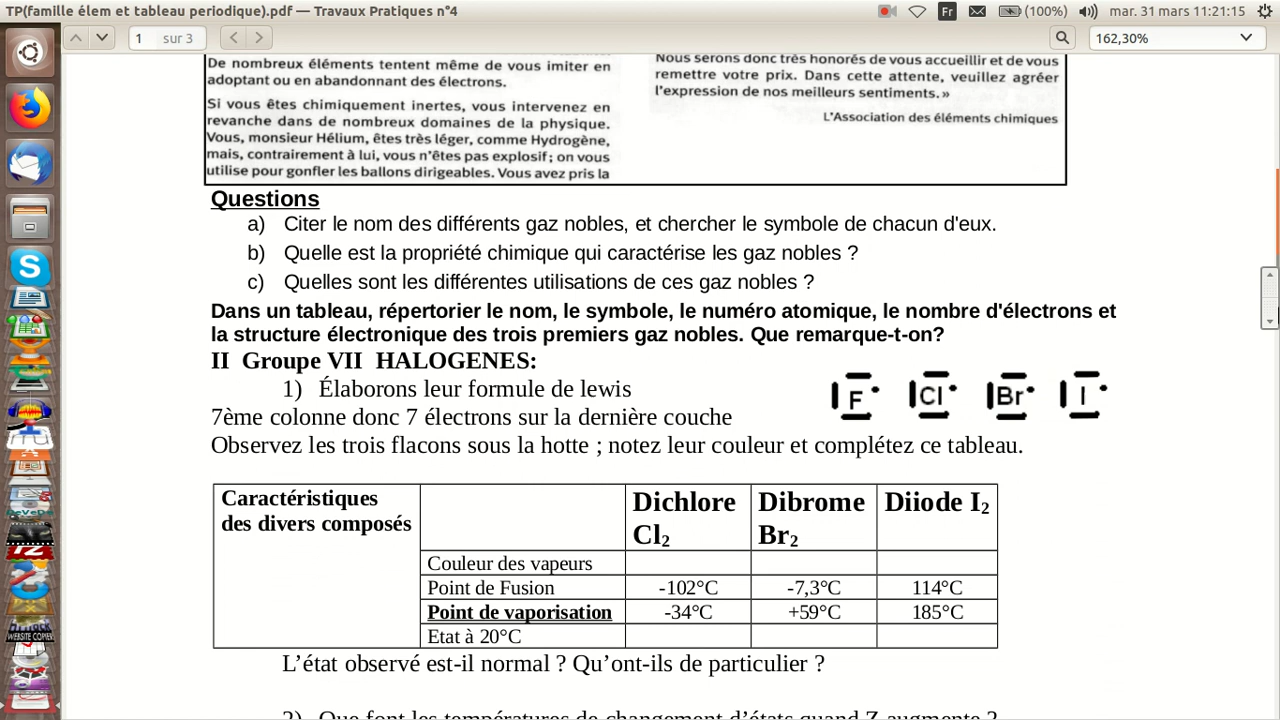 TP(famille élem et tableau periodique).pdf — Travaux Pratiques n°4
Fr (100%) mar. 31 mars 11:21:15
1 sur 3 162,30%
De nombreux éléments tentent même de vous imiter en
adoptant ou en abandonnant des électrons.
Si vous êtes chimiquement inertes, vous intervenez en
revanche dans de nombreux domaines de la physique.
Vous, monsieur Hélium, êtes très léger, comme Hydrogène,
mais, contrairement à lui, vous n'êtes pas explosif ; on vous
utilise pour gonfler les ballons dirigeables. Vous avez pris la
Nous serons donc très honorés de vous accueillir et de vous
remettre votre prix. Dans cette attente, veuillez agréer
l'expression de nos meilleurs sentiments. »
L'Association des éléments chimiques
Questions
a) Citer le nom des différents gaz nobles, et chercher le symbole de chacun d'eux.
b) Quelle est la propriété chimique qui caractérise les gaz nobles ?
c) Quelles sont les différentes utilisations de ces gaz nobles ?
Dans un tableau, répertorier le nom, le symbole, le numéro atomique, le nombre d'électrons et
la structure électronique des trois premiers gaz nobles. Que remarque-t-on?
II Groupe VII HALOGENES:
1) Élaborons leur formule de lewis
F Cl Br I
7ème colonne donc 7 électrons sur la dernière couche
Observez les trois flacons sous la hotte ; notez leur couleur et complétez ce tableau.
Caractéristiques
des divers composés
Dichlore
Cl₂
Dibrome
Br₂
Diiode I₂
Couleur des vapeurs
Point de Fusion -102°C -7,3°C 114°C
Point de vaporisation -34°C +59°C 185°C
Etat à 20°C
L'état observé est-il normal ? Qu'ont-ils de particulier ?
2) Que font les températures de changement d'états quand Z augmente ?